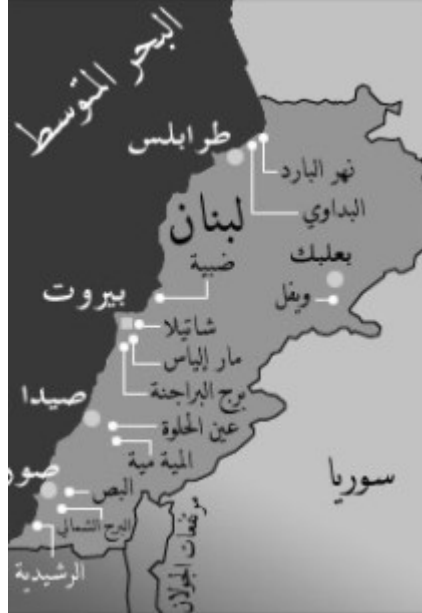 البحر المتوسط
طرابلس
نهر البارد
البداوي
لبنان
بعلبك
ضبية
ويفل
بيروت
شاتيلا
مار إلياس
برج البراجنة
صيدا
عين الحلوة
المية مية
سوريا
صور
البص
البرج الشمالي
الرشيدية
مرتفعات الجولان